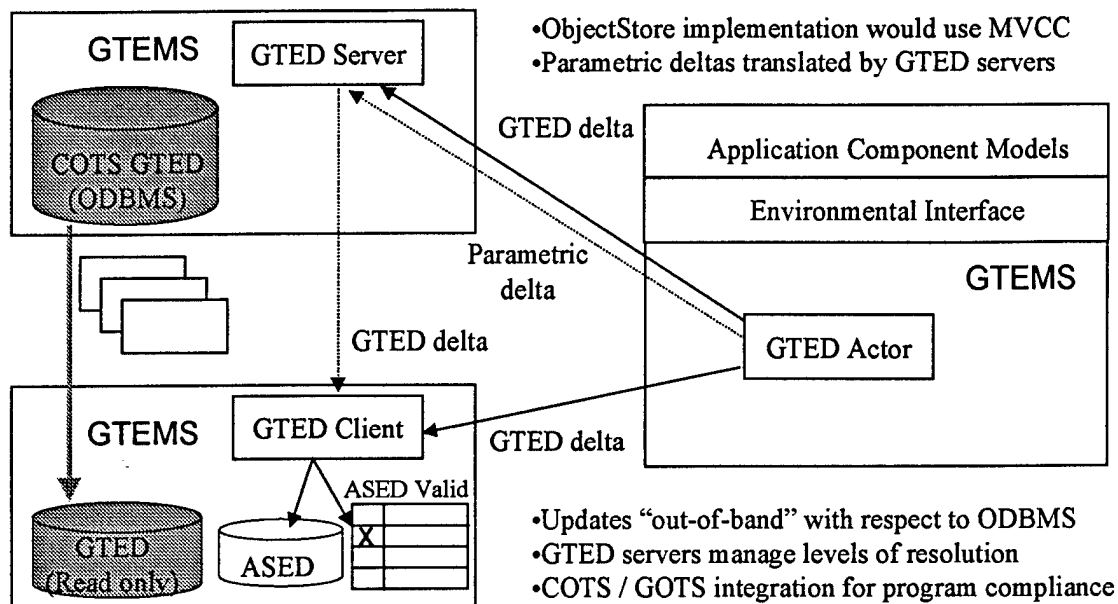 GTEMS
GTED Server
COTS GTED
(ODBMS)
•ObjectStore implementation would use MVCC
•Parametric deltas translated by GTED servers
GTED delta
Application Component Models
Environmental Interface
GTEMS
GTED Actor
Parametric
delta
GTED delta
GTEMS
GTED Client
GTED delta
ASED Valid
X
GTED
(Read only)
ASED
•Updates “out-of-band” with respect to ODBMS
•GTED servers manage levels of resolution
•COTS / GOTS integration for program compliance